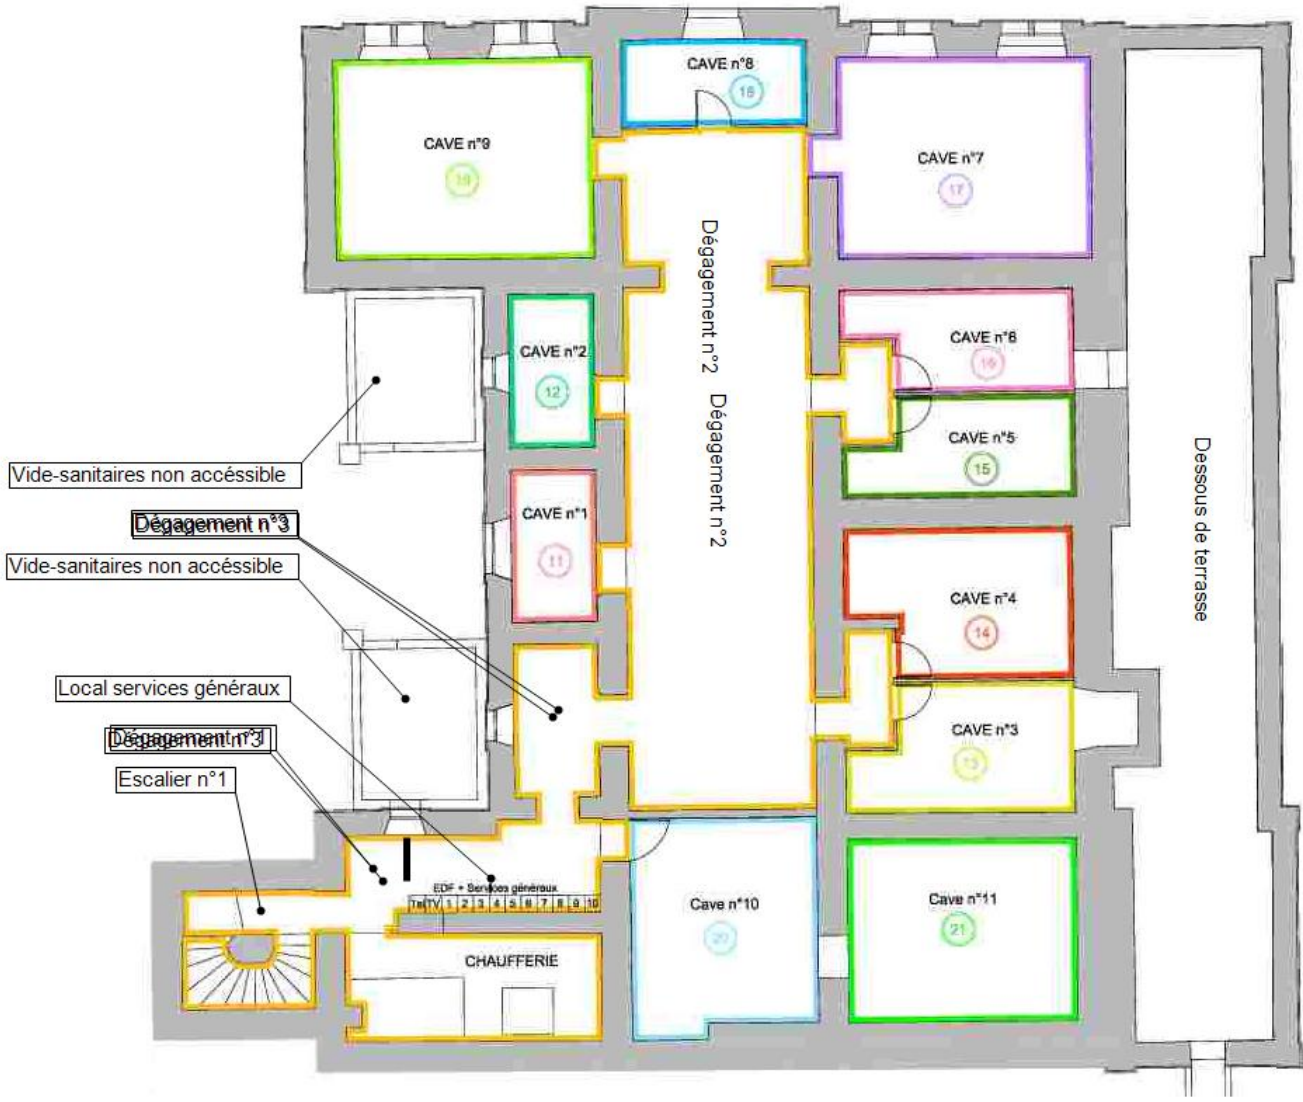 CAVE n°8
18
CAVE n°9
19
CAVE n°7
17
Dégagement n°2
CAVE n°2
12
CAVE n°6
16
Dégagement n°2
CAVE n°5
15
Vide-sanitaires non accéssible
Dégagement n°3
CAVE n°1
11
Vide-sanitaires non accéssible
Dessous de terrasse
CAVE n°4
14
Local services généraux
CAVE n°3
13
Escalier n°1
EDF + Services généraux
Tel TV 1 2 3 4 5 6 7 8 9 10
Cave n°10
20
Cave n°11
21
CHAUFFERIE